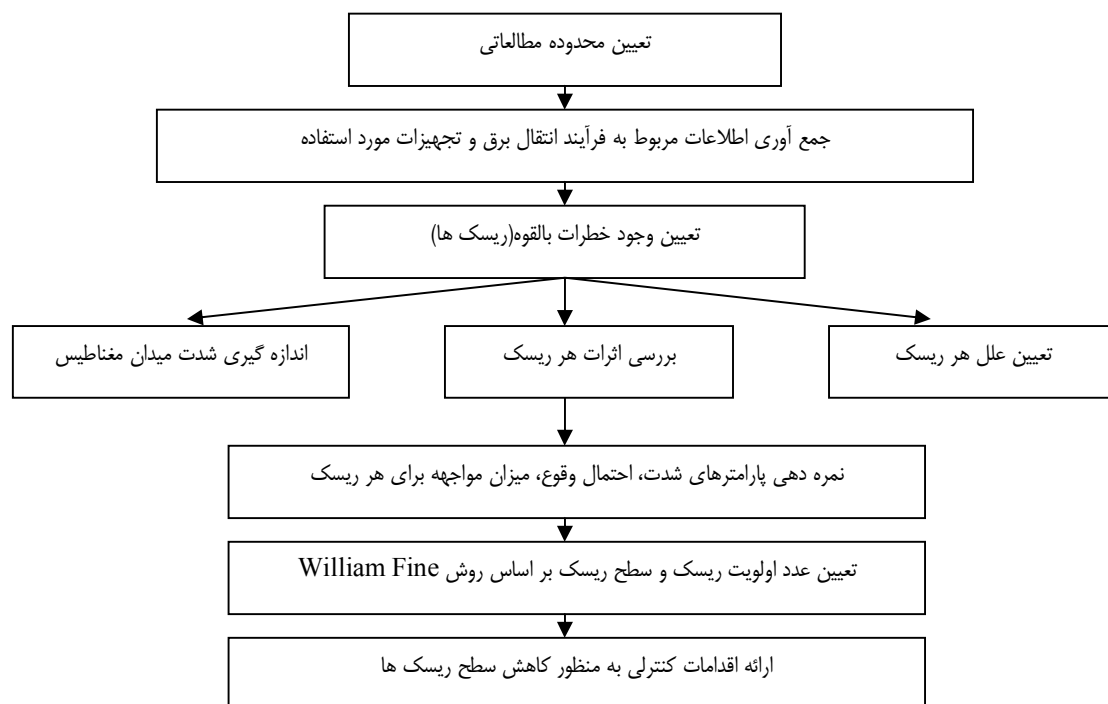 تعیین محدوده مطالعاتی
جمع آوری اطلاعات مربوط به فرآیند انتقال برق و تجهیزات مورد استفاده
تعیین وجود خطرات بالقوه(ریسک ها)
تعیین علل هر ریسک
بررسی اثرات هر ریسک
اندازه گیری شدت میدان مغناطیس
نمره دهی پارامترهای شدت، احتمال وقوع، میزان مواجهه برای هر ریسک
تعیین عدد اولویت ریسک و سطح ریسک بر اساس روش William Fine
ارائه اقدامات کنترلی به منظور کاهش سطح ریسک ها